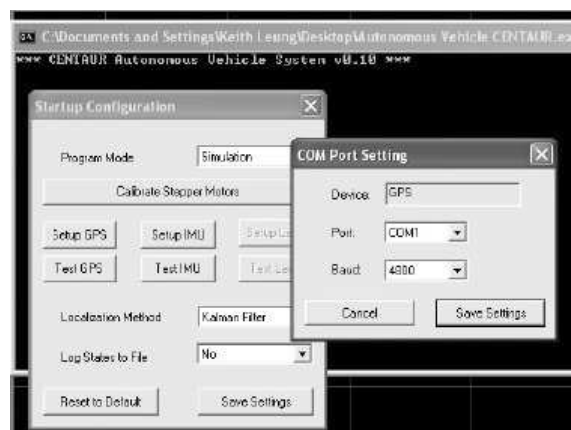 C:\Documents and Settings\Keith Leung\Desktop\Autonomous Vehicle CENTAUR.ex
*** CENTAUR Autonomous Vehicle System v0.10 ***
Startup Configuration
Program Mode
Simulation
Calibrate Stepper Motors
Setup GPS
Setup IMU
Setup
Test GPS
Test IMU
Test
Localization Method
Kalman Filter
Log States to File
No
Reset to Default
Save Settings
COM Port Setting
Device:
GPS
Port:
COM1
Baud:
4900
Cancel
Save Settings